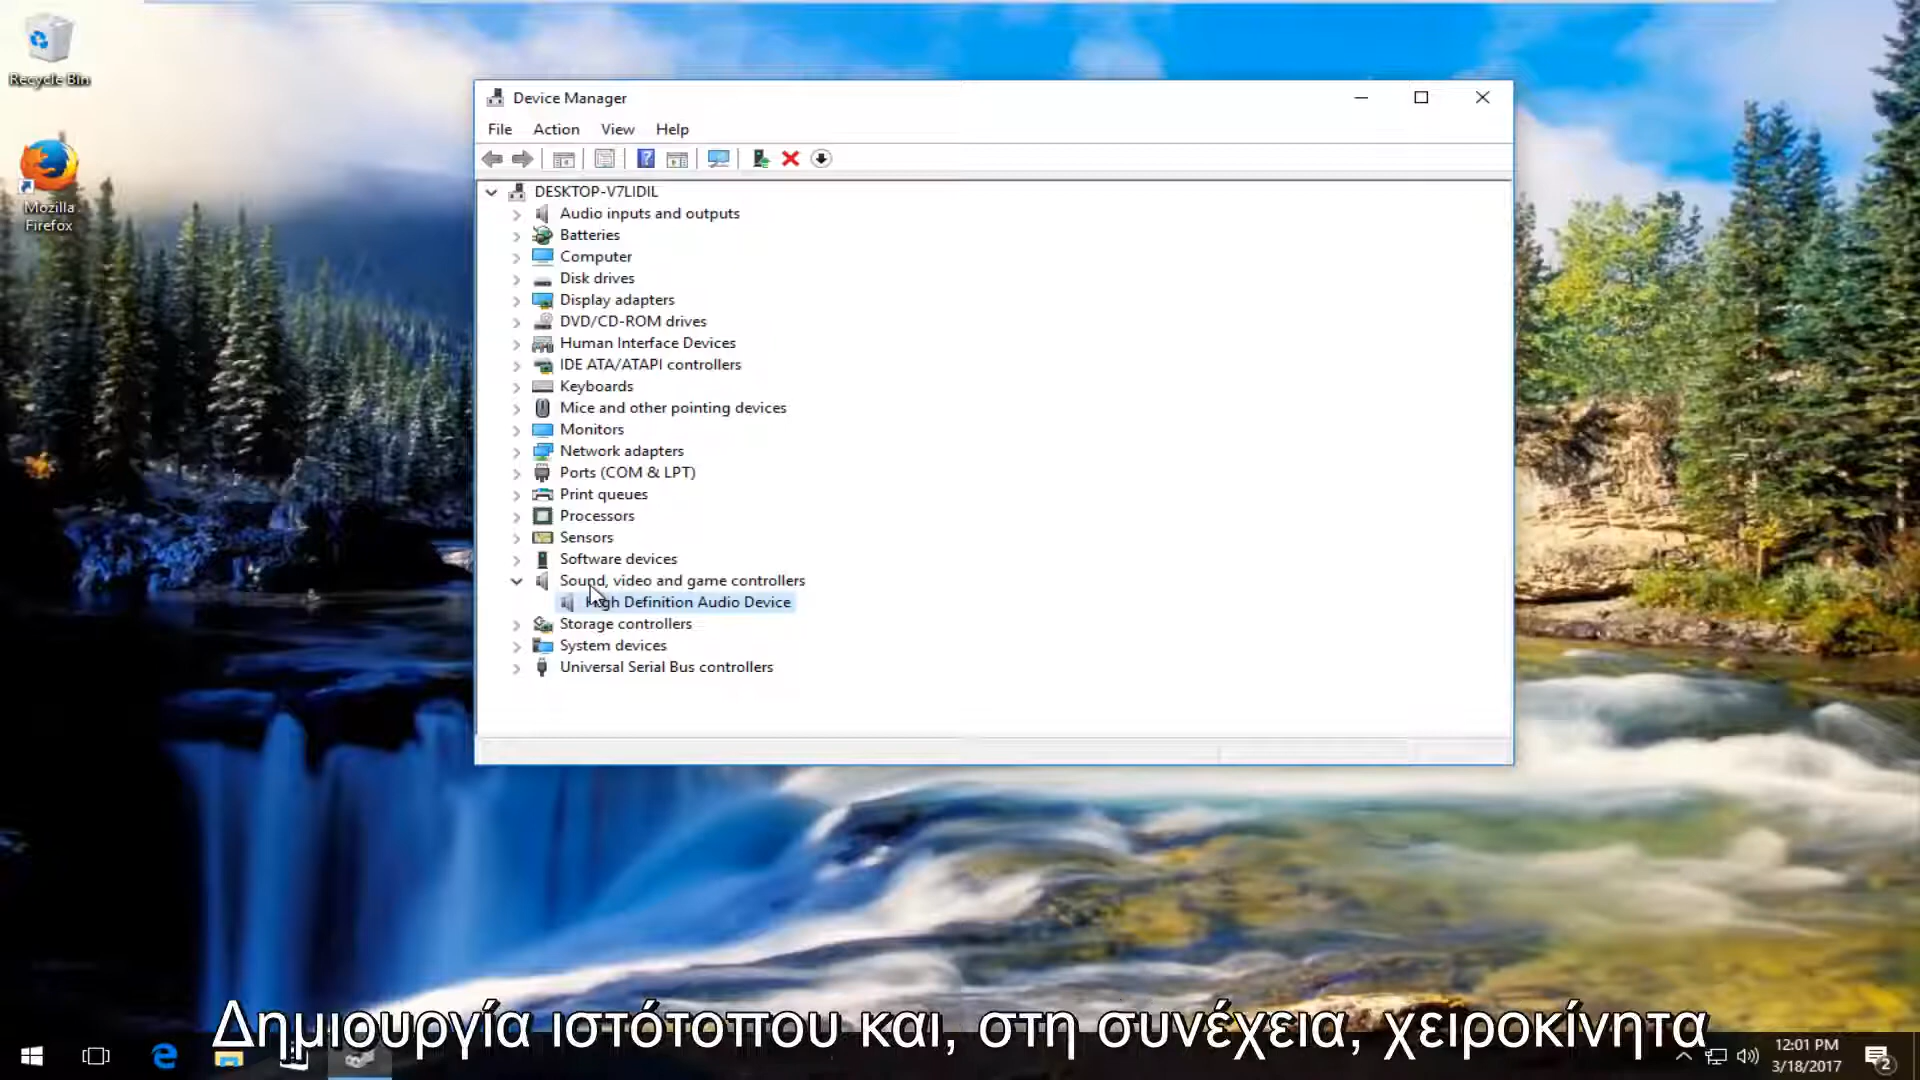 Recycle Bin
Mozilla
Firefox
Device Manager
File Action View Help
DESKTOP-V7LIDIL
Audio inputs and outputs
Batteries
Computer
Disk drives
Display adapters
DVD/CD-ROM drives
Human Interface Devices
IDE ATA/ATAPI controllers
Keyboards
Mice and other pointing devices
Monitors
Network adapters
Ports (COM & LPT)
Print queues
Processors
Sensors
Software devices
Sound, video and game controllers
High Definition Audio Device
Storage controllers
System devices
Universal Serial Bus controllers
Δημιουργία ιστότοπου και, στη συνέχεια, χειροκίνητα
12:01 PM
3/18/2017
2